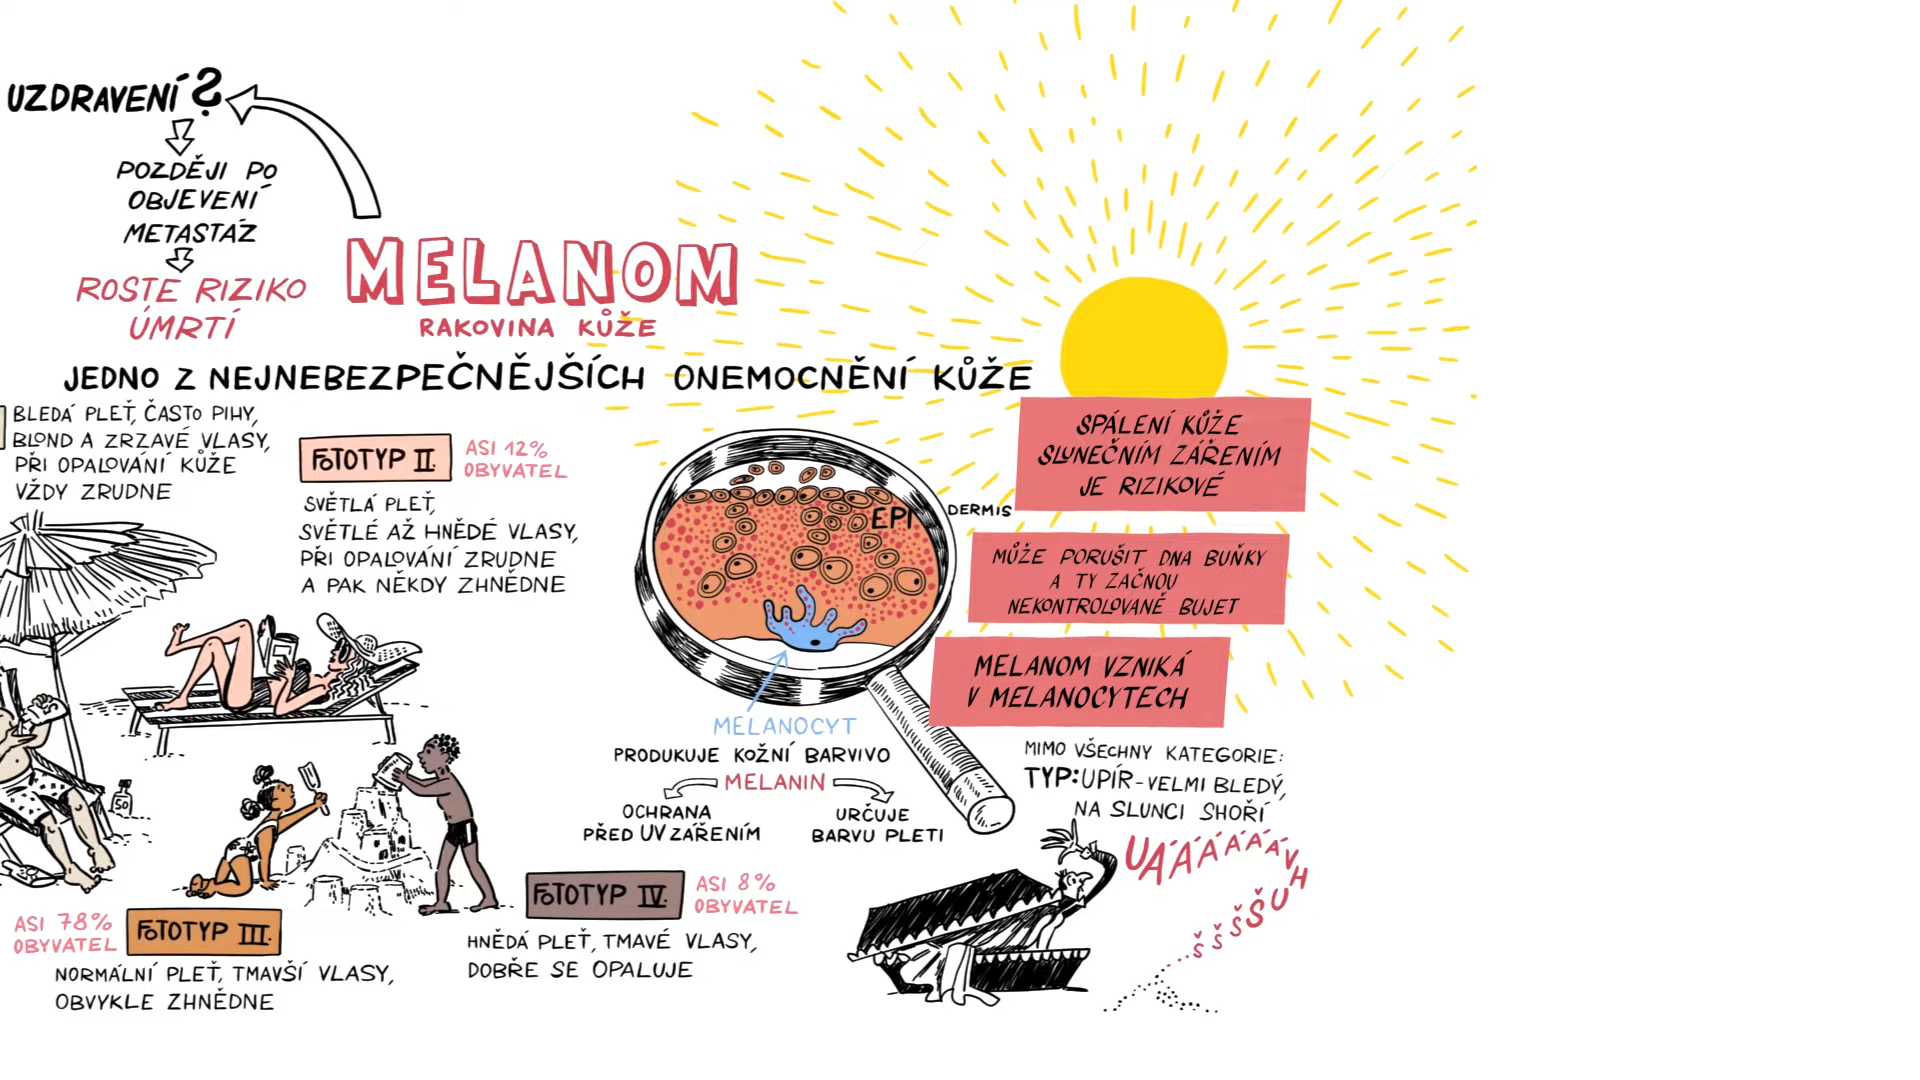 UZDRAVENÍ?
POZDĚJI PO
OBJEVENÍ
METASTÁZ
ROSTE RIZIKO
ÚMRTÍ
MELANOM
RAKOVINA KŮŽE
JEDNO Z NEJNEBEZPEČNĚJŠÍCH ONEMOCNĚNÍ KŮŽE
BLEDÁ PLEŤ, ČASTO PIHY,
BLOND A ZRZAVÉ VLASY,
PŘI OPALOVÁNÍ KŮŽE
VŽDY ZRUDNE
FOTOTYP II.
ASI 12%
OBYVATEL
SVĚTLÁ PLEŤ,
SVĚTLÉ AŽ HNĚDÉ VLASY,
PŘI OPALOVÁNÍ ZRUDNE
A PAK NĚKDY ZHNĚDNE
EPIDERMIS
SPÁLENÍ KŮŽE
SLUNEČNÍM ZÁŘENÍM
JE RIZIKOVÉ
MŮŽE PORUŠIT DNA BUŇKY
A TY ZAČNOU
NEKONTROLOVANĚ BUJET
MELANOM VZNIKÁ
V MELANOCYTECH
MELANOCYT
PRODUKUJE KOŽNÍ BARVIVO
MELANIN
OCHRANA
PŘED UV ZÁŘENÍM
URČUJE
BARVU PLETI
MIMO VŠECHNY KATEGORIE:
TYP: UPÍR - VELMI BLEDÝ,
NA SLUNCI SHOŘÍ
UÁÁÁÁÁÁVH
ŠUŠŠŠŠ
50
ASI 78%
OBYVATEL
FOTOTYP III.
NORMÁLNÍ PLEŤ, TMAVŠÍ VLASY,
OBVYKLE ZHNĚDNE
FOTOTYP IV.
ASI 8%
OBYVATEL
HNĚDÁ PLEŤ, TMAVÉ VLASY,
DOBŘE SE OPALUJE